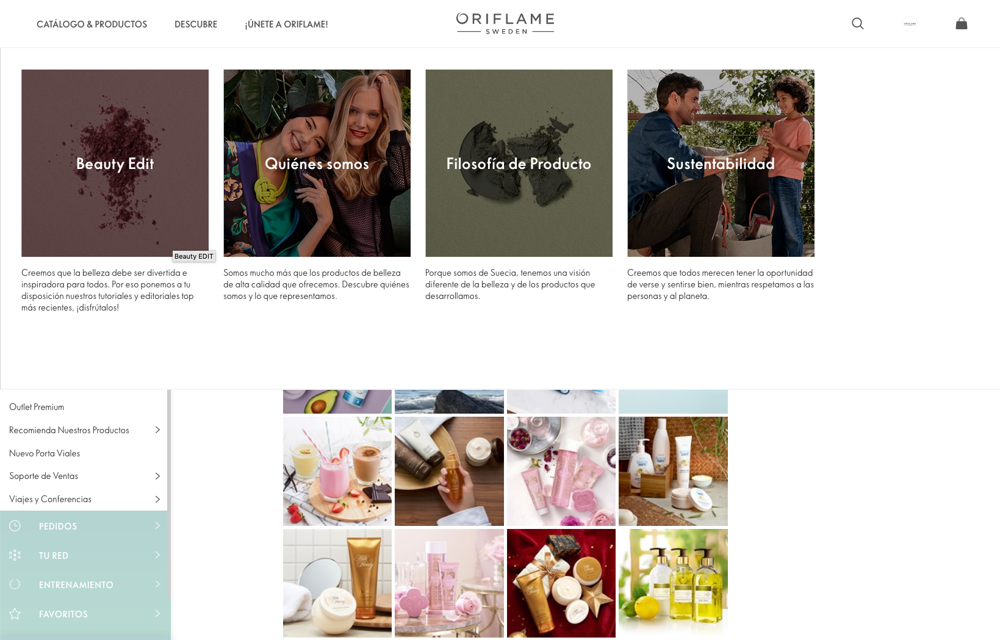 CATÁLOGO & PRODUCTOS
DESCUBRE
¡ÚNETE A ORIFLAME!
ORIFLAME
SWEDEN
ORIFLAME
Beauty Edit
Quiénes somos
Filosofía de Producto
Sustentabilidad
Beauty EDIT
Creemos que la belleza debe ser divertida e
inspiradora para todos. Por eso ponemos a tu
disposición nuestros tutoriales y editoriales top
más recientes, ¡disfrútalos!
Somos mucho más que los productos de belleza
de alta calidad que ofrecemos. Descubre quiénes
somos y lo que representamos.
Porque somos de Suecia, tenemos una visión
diferente de la belleza y de los productos que
desarrollamos.
Creemos que todos merecen tener la oportunidad
de verse y sentirse bien, mientras respetamos a las
personas y al planeta.
Outlet Premium
Recomienda Nuestros Productos
Nuevo Porta Viales
Soporte de Ventas
Viajes y Conferencias
PEDIDOS
TU RED
ENTRENAMIENTO
FAVORITOS